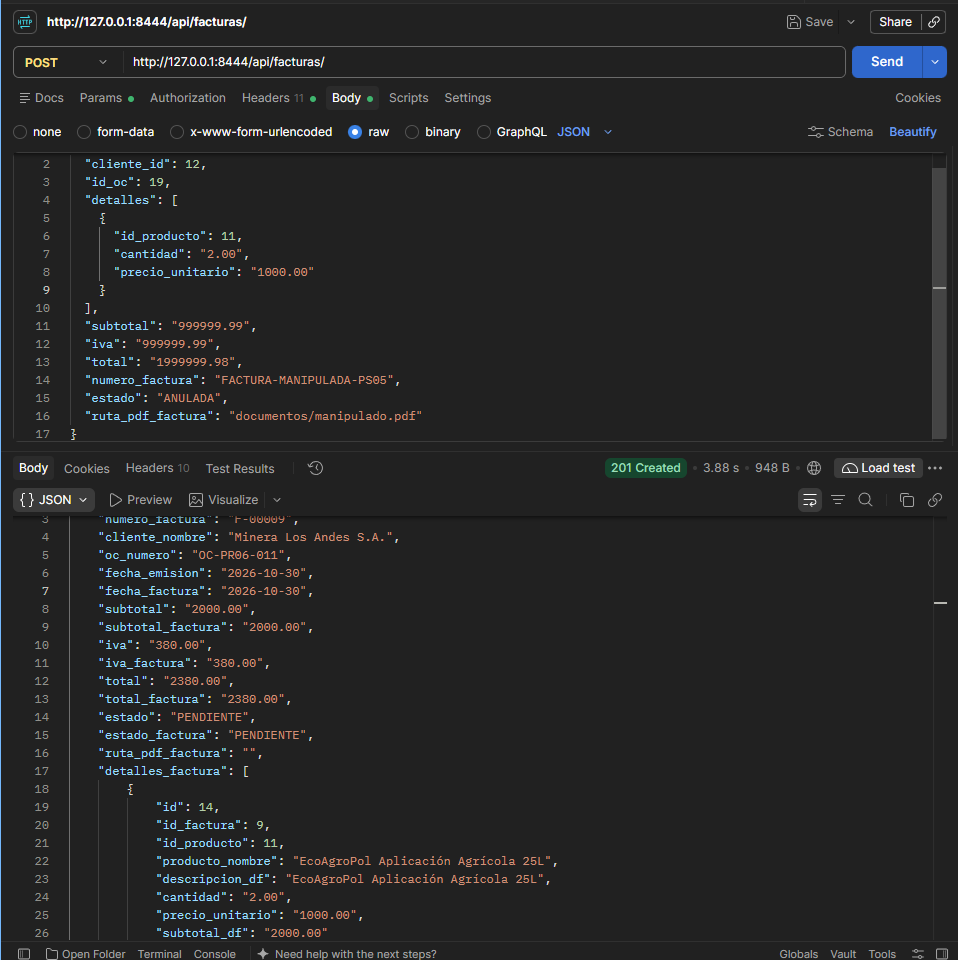 HTTP http://127.0.0.1:8444/api/facturas/ Save Share
POST http://127.0.0.1:8444/api/facturas/ Send
Docs Params Authorization Headers 11 Body Scripts Settings Cookies
none form-data x-www-form-urlencoded raw binary GraphQL JSON Schema Beautify
2 "cliente_id": 12,
3 "id_oc": 19,
4 "detalles": [
5 {
6 "id_producto": 11,
7 "cantidad": "2.00",
8 "precio_unitario": "1000.00"
9 }
10 ],
11 "subtotal": "999999.99",
12 "iva": "999999.99",
13 "total": "1999999.98",
14 "numero_factura": "FACTURA-MANIPULADA-PS05",
15 "estado": "ANULADA",
16 "ruta_pdf_factura": "documentos/manipulado.pdf"
17 }
Body Cookies Headers 10 Test Results 201 Created • 3.88 s • 948 B • Load test
{} JSON Preview Visualize
3 "numero_factura": "F-00009",
4 "cliente_nombre": "Minera Los Andes S.A.",
5 "oc_numero": "OC-PR06-011",
6 "fecha_emision": "2026-10-30",
7 "fecha_factura": "2026-10-30",
8 "subtotal": "2000.00",
9 "subtotal_factura": "2000.00",
10 "iva": "380.00",
11 "iva_factura": "380.00",
12 "total": "2380.00",
13 "total_factura": "2380.00",
14 "estado": "PENDIENTE",
15 "estado_factura": "PENDIENTE",
16 "ruta_pdf_factura": "",
17 "detalles_factura": [
18 {
19 "id": 14,
20 "id_factura": 9,
21 "id_producto": 11,
22 "producto_nombre": "EcoAgroPol Aplicación Agrícola 25L",
23 "descripcion_df": "EcoAgroPol Aplicación Agrícola 25L",
24 "cantidad": "2.00",
25 "precio_unitario": "1000.00",
26 "subtotal_df": "2000.00"
Open Folder Terminal Console Need help with the next steps? Globals Vault Tools